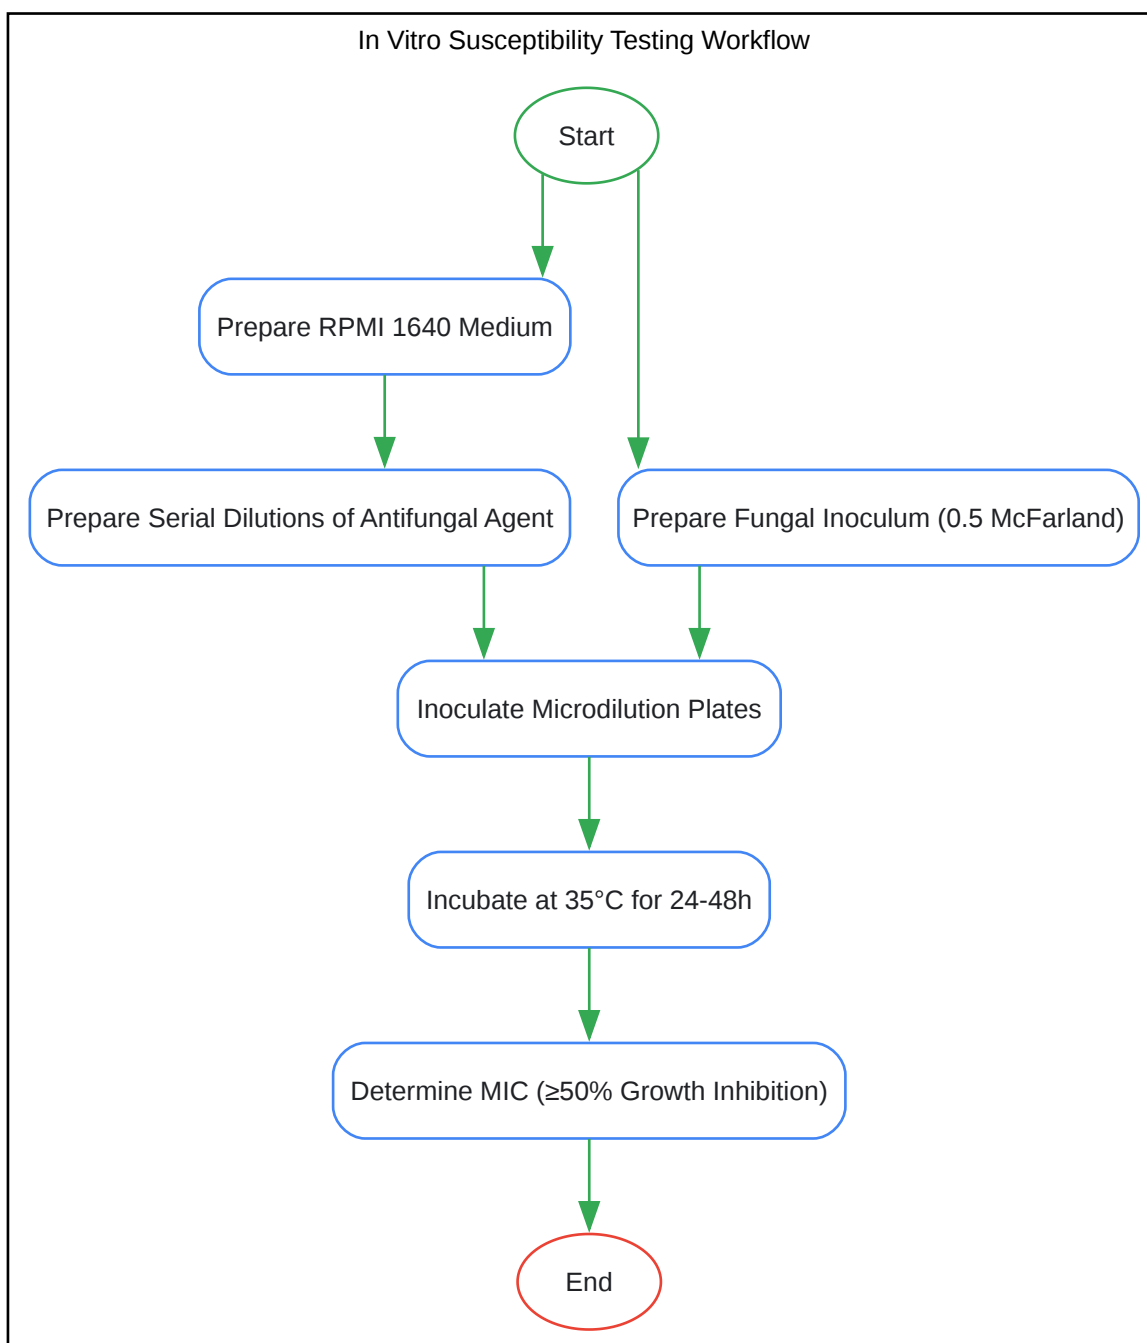 In Vitro Susceptibility Testing Workflow
Start
Prepare RPMI 1640 Medium
Prepare Serial Dilutions of Antifungal Agent
Prepare Fungal Inoculum (0.5 McFarland)
Inoculate Microdilution Plates
Incubate at 35°C for 24-48h
Determine MIC (≥50% Growth Inhibition)
End